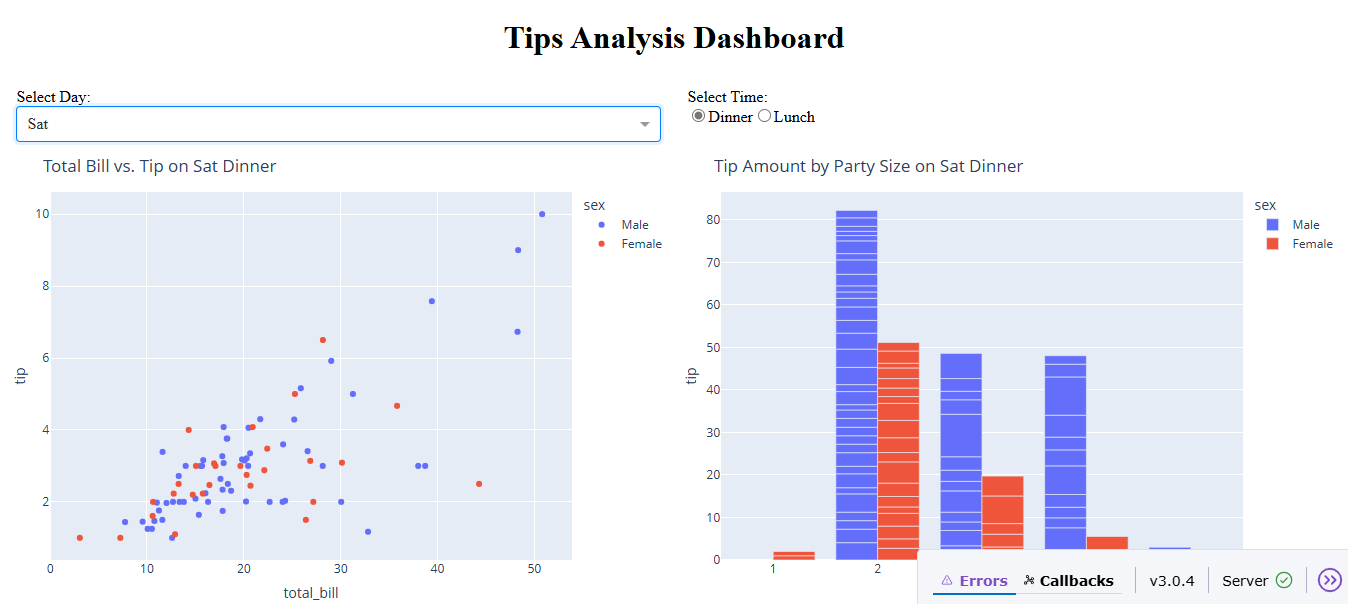 Tips Analysis Dashboard
Select Day:
Sat
Select Time:
Dinner Lunch
Total Bill vs. Tip on Sat Dinner
10
8
6
4
2
tip
0 10 20 30 40 50
total_bill
sex
Male
Female
Tip Amount by Party Size on Sat Dinner
80
70
60
50
40
30
20
10
0
tip
1 2
sex
Male
Female
Errors Callbacks v3.0.4 Server